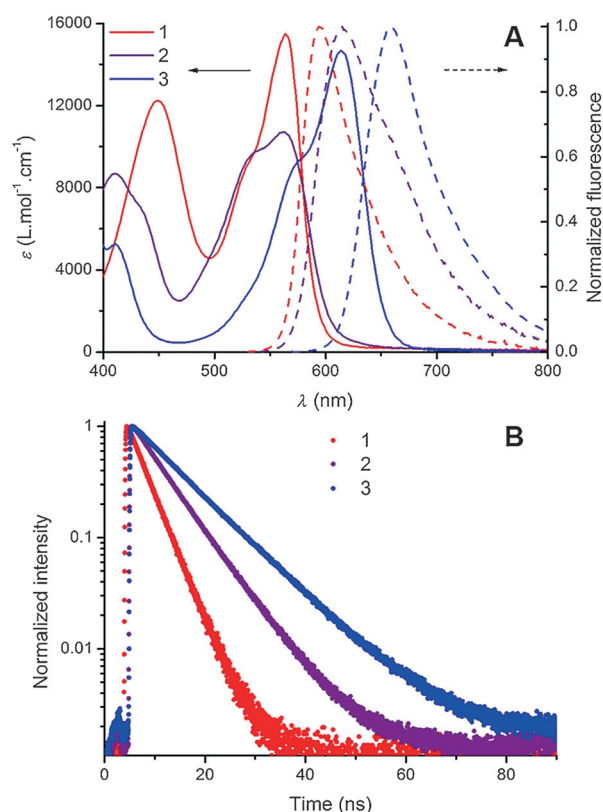 A
1
2
3
16000
12000
8000
4000
0
ε (L.mol⁻¹.cm⁻¹)
1.0
0.8
0.6
0.4
0.2
0.0
Normalized fluorescence
400 500 600 700 800
λ (nm)
B
1
2
3
1
0.1
0.01
Normalized intensity
0 20 40 60 80
Time (ns)